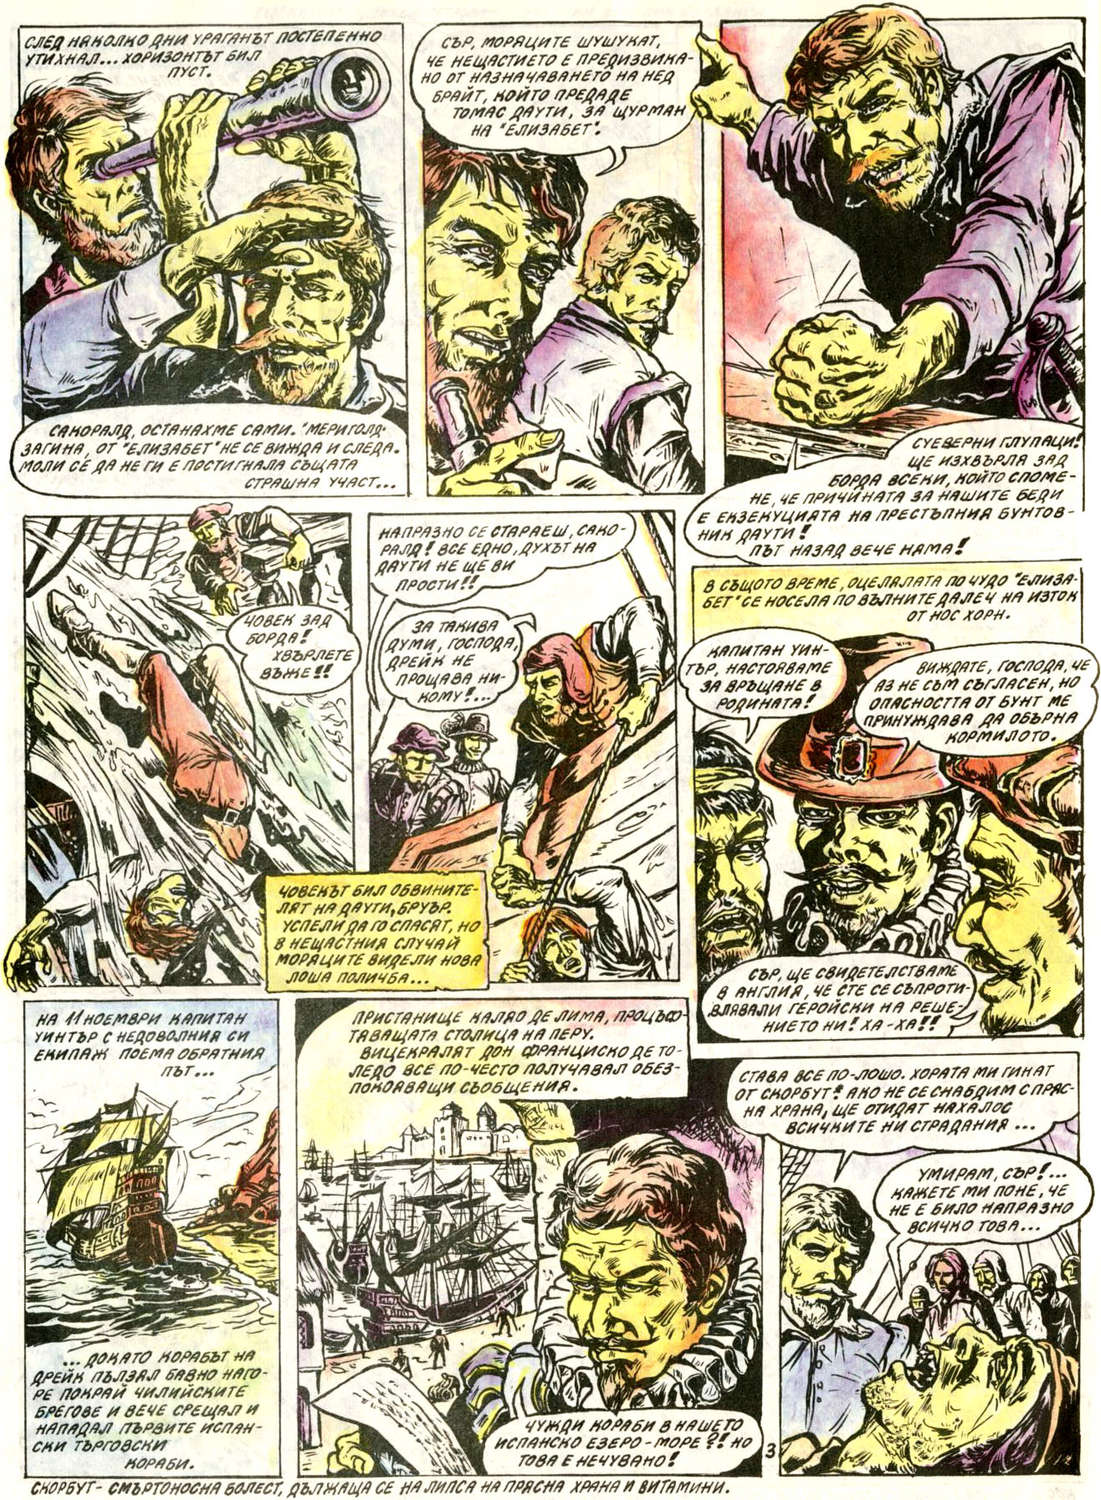 СЛЕД НЯКОЛКО ДНИ УРАГАНЪТ ПОСТЕПЕННО
УТИХНАЛ... ХОРИЗОНТЪТ БИЛ
ПУСТ.
САКОРАЛД, ОСТАНАХМЕ САМИ. "МЕРИГОЛД"
ЗАГИНА, ОТ "ЕЛИЗАБЕТ" НЕ СЕ ВИЖДА И СЛЕДА.
МОЛИ СЕ ДА НЕ ГИ Е ПОСТИГНАЛА СЪЩАТА
СТРАШНА УЧАСТ...
СЪР, МОРЯЦИТЕ ШУШУКАТ,
ЧЕ НЕЩАСТИЕТО Е ПРЕДИЗВИКА-
НО ОТ НАЗНАЧАВАНЕТО НА НЕД
БРАЙТ, КОЙТО ПРЕДАДЕ
ТОМАС ДАУТИ, ЗА ЩУРМАН
НА "ЕЛИЗАБЕТ".
СУЕВЕРНИ ГЛУПАЦИ!
ЩЕ ИЗХВЪРЛЯ ЗАД
БОРДА ВСЕКИ, КОЙТО СПОМЕ-
НЕ, ЧЕ ПРИЧИНАТА ЗА НАШИТЕ БЕДИ
Е ЕКЗЕКУЦИЯТА НА ПРЕСТЪПНИЯ БУНТОВ-
НИК ДАУТИ!
ПЪТ НАЗАД ВЕЧЕ НЯМА!
ЧОВЕК ЗАД
БОРДА!
ХВЪРЛЕТЕ
ВЪЖЕ!!
НАПРАЗНО СЕ СТАРАЕШ, САКО-
РАЛД! ВСЕ ЕДНО, ДУХЪТ НА
ДАУТИ НЕ ЩЕ ВИ
ПРОСТИ!!
ЗА ТАКИВА
ДУМИ, ГОСПОДА,
ДРЕЙК НЕ
ПРОЩАВА НИ-
КОМУ!...
ЧОВЕКЪТ БИЛ ОБВИНИТЕ-
ЛЯТ НА ДАУТИ, БРУЪР.
УСПЕЛИ ДА ГО СПАСЯТ, НО
В НЕЩАСТНИЯ СЛУЧАЙ
МОРЯЦИТЕ ВИДЕЛИ НОВА
ЛОША ПОЛИЧБА...
В СЪЩОТО ВРЕМЕ, ОЦЕЛЯЛАТА ПО ЧУДО "ЕЛИЗА-
БЕТ" СЕ НОСЕЛА ПО ВЪЛНИТЕ ДАЛЕЧ НА ИЗТОК
ОТ НОС ХОРН.
КАПИТАН УИН-
ТЪР, НАСТОЯВАМЕ
ЗА ВРЪЩАНЕ В
РОДИНАТА!
ВИЖДАТЕ, ГОСПОДА, ЧЕ
АЗ НЕ СЪМ СЪГЛАСЕН, НО
ОПАСНОСТТА ОТ БУНТ МЕ
ПРИНУЖДАВА ДА ОБЪРНА
КОРМИЛОТО.
СЪР, ЩЕ СВИДЕТЕЛСТВАМЕ
В АНГЛИЯ, ЧЕ СТЕ СЕ СЪПРОТИ-
ВЛЯВАЛИ ГЕРОЙСКИ НА РЕШЕ-
НИЕТО НИ! ХА-ХА!!
НА 11 НОЕМВРИ КАПИТАН
УИНТЪР С НЕДОВОЛНИЯ СИ
ЕКИПАЖ ПОЕМА ОБРАТНИЯ
ПЪТ...
... ДОКАТО КОРАБЪТ НА
ДРЕЙК ПЪЛЗЯЛ БАВНО НАГО-
РЕ ПОКРАЙ ЧИЛИЙСКИТЕ
БРЕГОВЕ И ВЕЧЕ СРЕЩАЛ И
НАПАДАЛ ПЪРВИТЕ ИСПАН-
СКИ ТЪРГОВСКИ
КОРАБИ.
ПРИСТАНИЩЕ КАЛЯО ДЕ ЛИМА, ПРОЦЪФ-
ТЯВАЩАТА СТОЛИЦА НА ПЕРУ.
ВИЦЕКРАЛЯТ ДОН ФРАНЦИСКО ДЕ ТО-
ЛЕДО ВСЕ ПО-ЧЕСТО ПОЛУЧАВАЛ ОБЕЗ-
ПОКОЯВАЩИ СЪОБЩЕНИЯ.
ЧУЖДИ КОРАБИ В НАШЕТО
ИСПАНСКО ЕЗЕРО-МОРЕ?!! НО
ТОВА Е НЕЧУВАНО!
СТАВА ВСЕ ПО-ЛОШО. ХОРАТА МИ ГИНАТ
ОТ СКОРБУТ! АКО НЕ СЕ СНАБДИМ С ПРЯС-
НА ХРАНА, ЩЕ ОТИДАТ НАХАЛОС
ВСИЧКИТЕ НИ СТРАДАНИЯ...
УМИРАМ, СЪР!...
КАЖЕТЕ МИ ПОНЕ, ЧЕ
НЕ Е БИЛО НАПРАЗНО
ВСИЧКО ТОВА...
3
СКОРБУТ - СМЪРТОНОСНА БОЛЕСТ, ДЪЛЖАЩА СЕ НА ЛИПСА НА ПРЯСНА ХРАНА И ВИТАМИНИ.